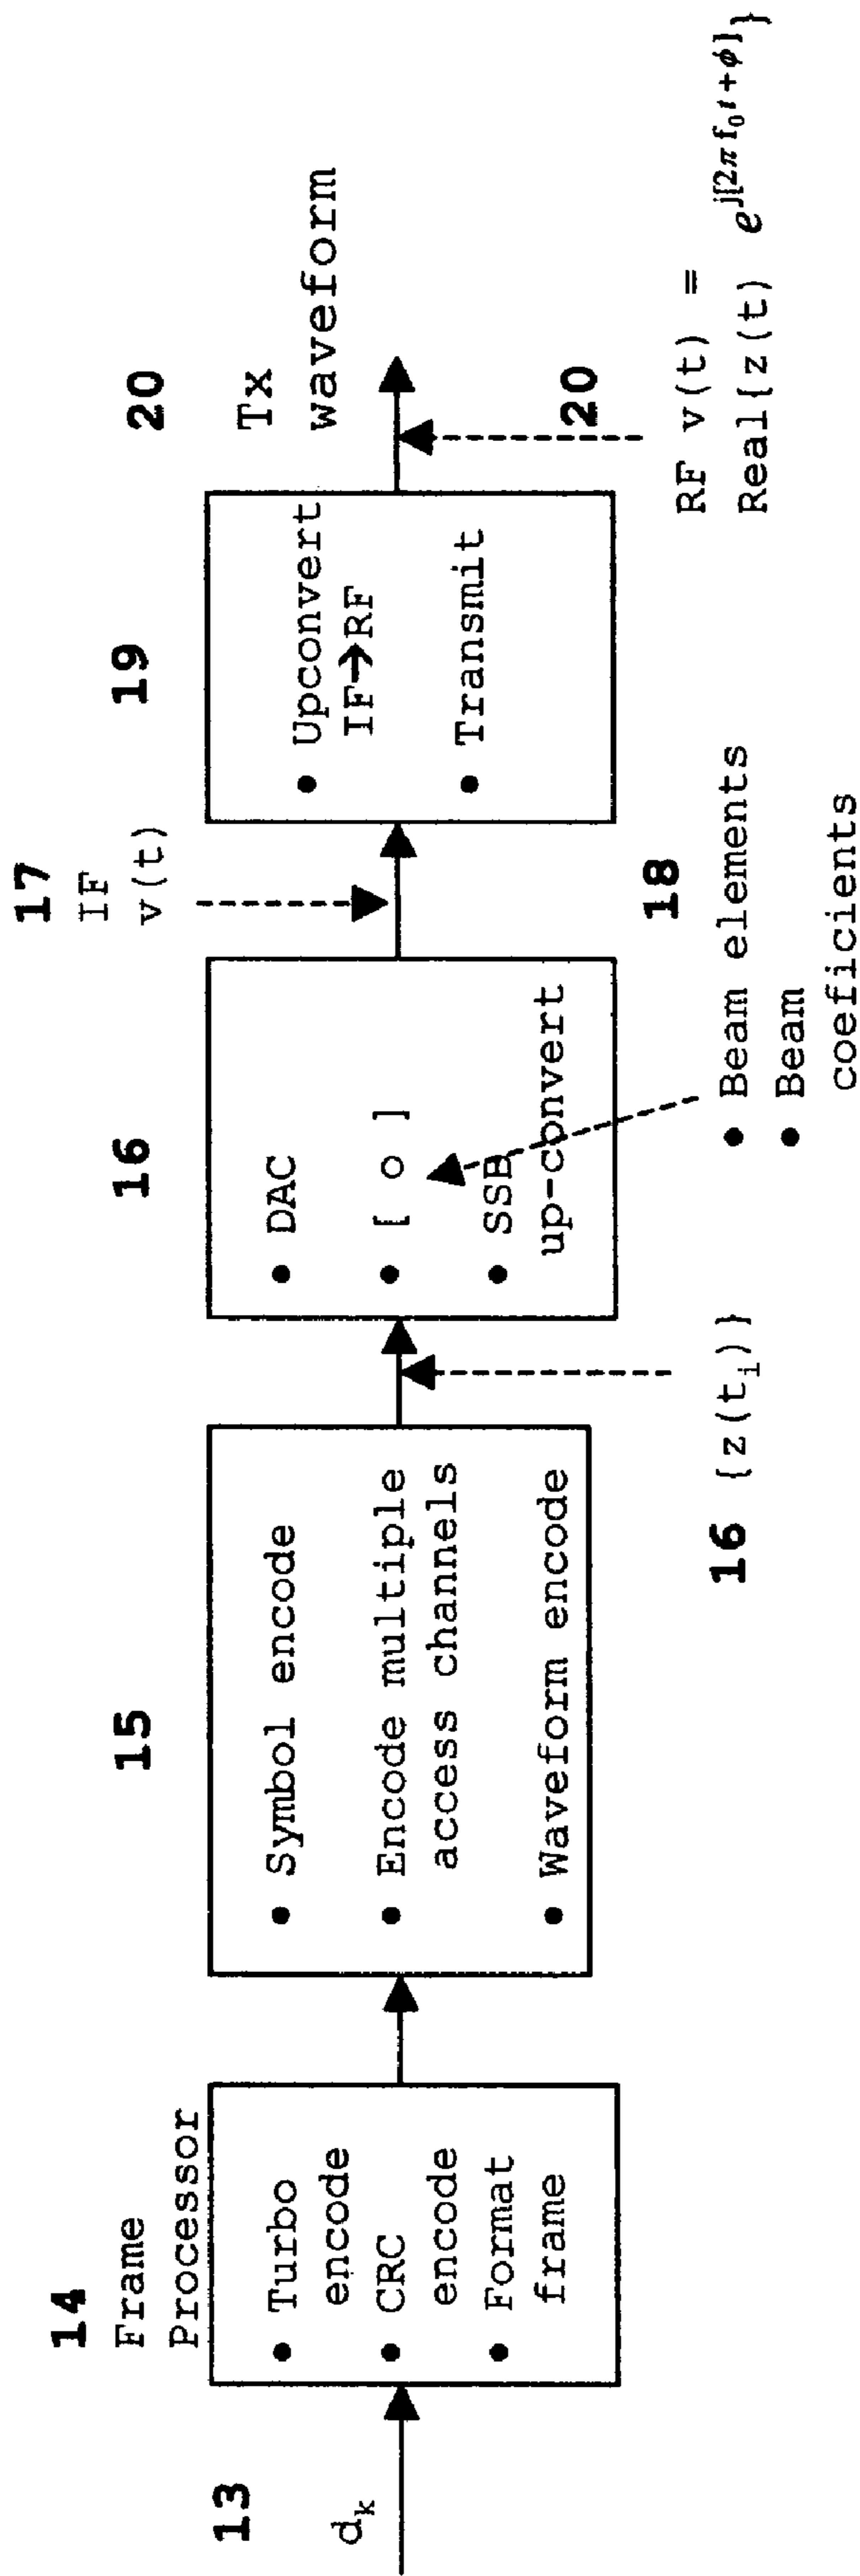 13
d_k
14
Frame
Processor
• Turbo
encode
• CRC
encode
• Format
frame
15
• Symbol encode
• Encode multiple
access channels
• Waveform encode
16 {z(t_i)}
16
• DAC
• [ o ]
• SSB
up-convert
17
IF
v(t)
18
• Beam elements
• Beam
coeficients
19
• Upconvert
IF→RF
• Transmit
20
Tx
waveform
20
RF v(t) =
Real{z(t) e^{j[2π f_0 t + ϕ]}}